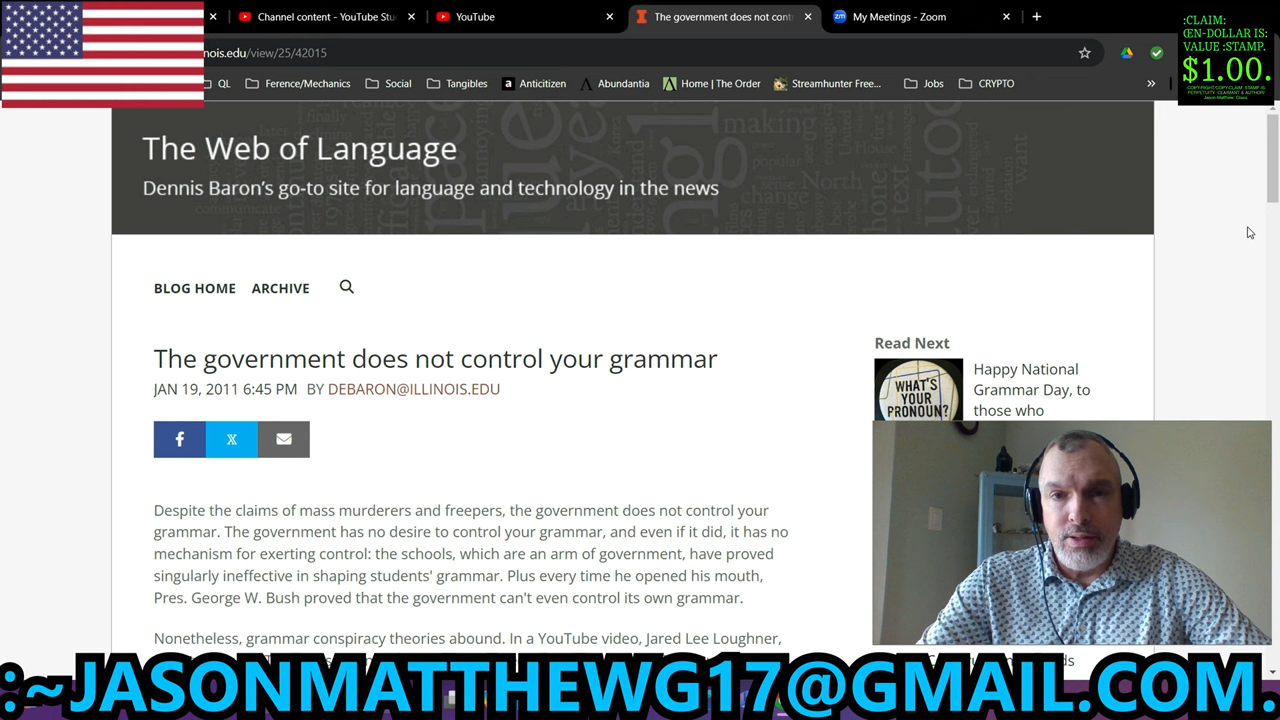 Channel content - YouTube Stu
YouTube
The government does not cont
zm My Meetings - Zoom
:CLAIM:
Œ​EN-DOLLAR IS:
VALUE :STAMP.
$1.00.
inois.edu/view/25/42015
QL
Ference/Mechanics
Social
Tangible
a Anticitizen
Abundantia
Home | The Order
Streamhunter Free
Jobs
CRYPTO
»
The Web of Language
Dennis Baron's go-to site for language and technology in the news
BLOG HOME ARCHIVE
The government does not control your grammar
JAN 19, 2011 6:45 PM BY DEBARON@ILLINOIS.EDU
Read Next
WHAT'S
YOUR
PRONOUN?
Happy National
Grammar Day, to
those who
Despite the claims of mass murderers and freepers, the government does not control your
grammar. The government has no desire to control your grammar, and even if it did, it has no
mechanism for exerting control: the schools, which are an arm of government, have proved
singularly ineffective in shaping students' grammar. Plus every time he opened his mouth,
Pres. George W. Bush proved that the government can't even control its own grammar.
Nonetheless, grammar conspiracy theories abound. In a YouTube video, Jared Lee Loughner,
:~JASONMATTHEWG17@GMAIL.COM.